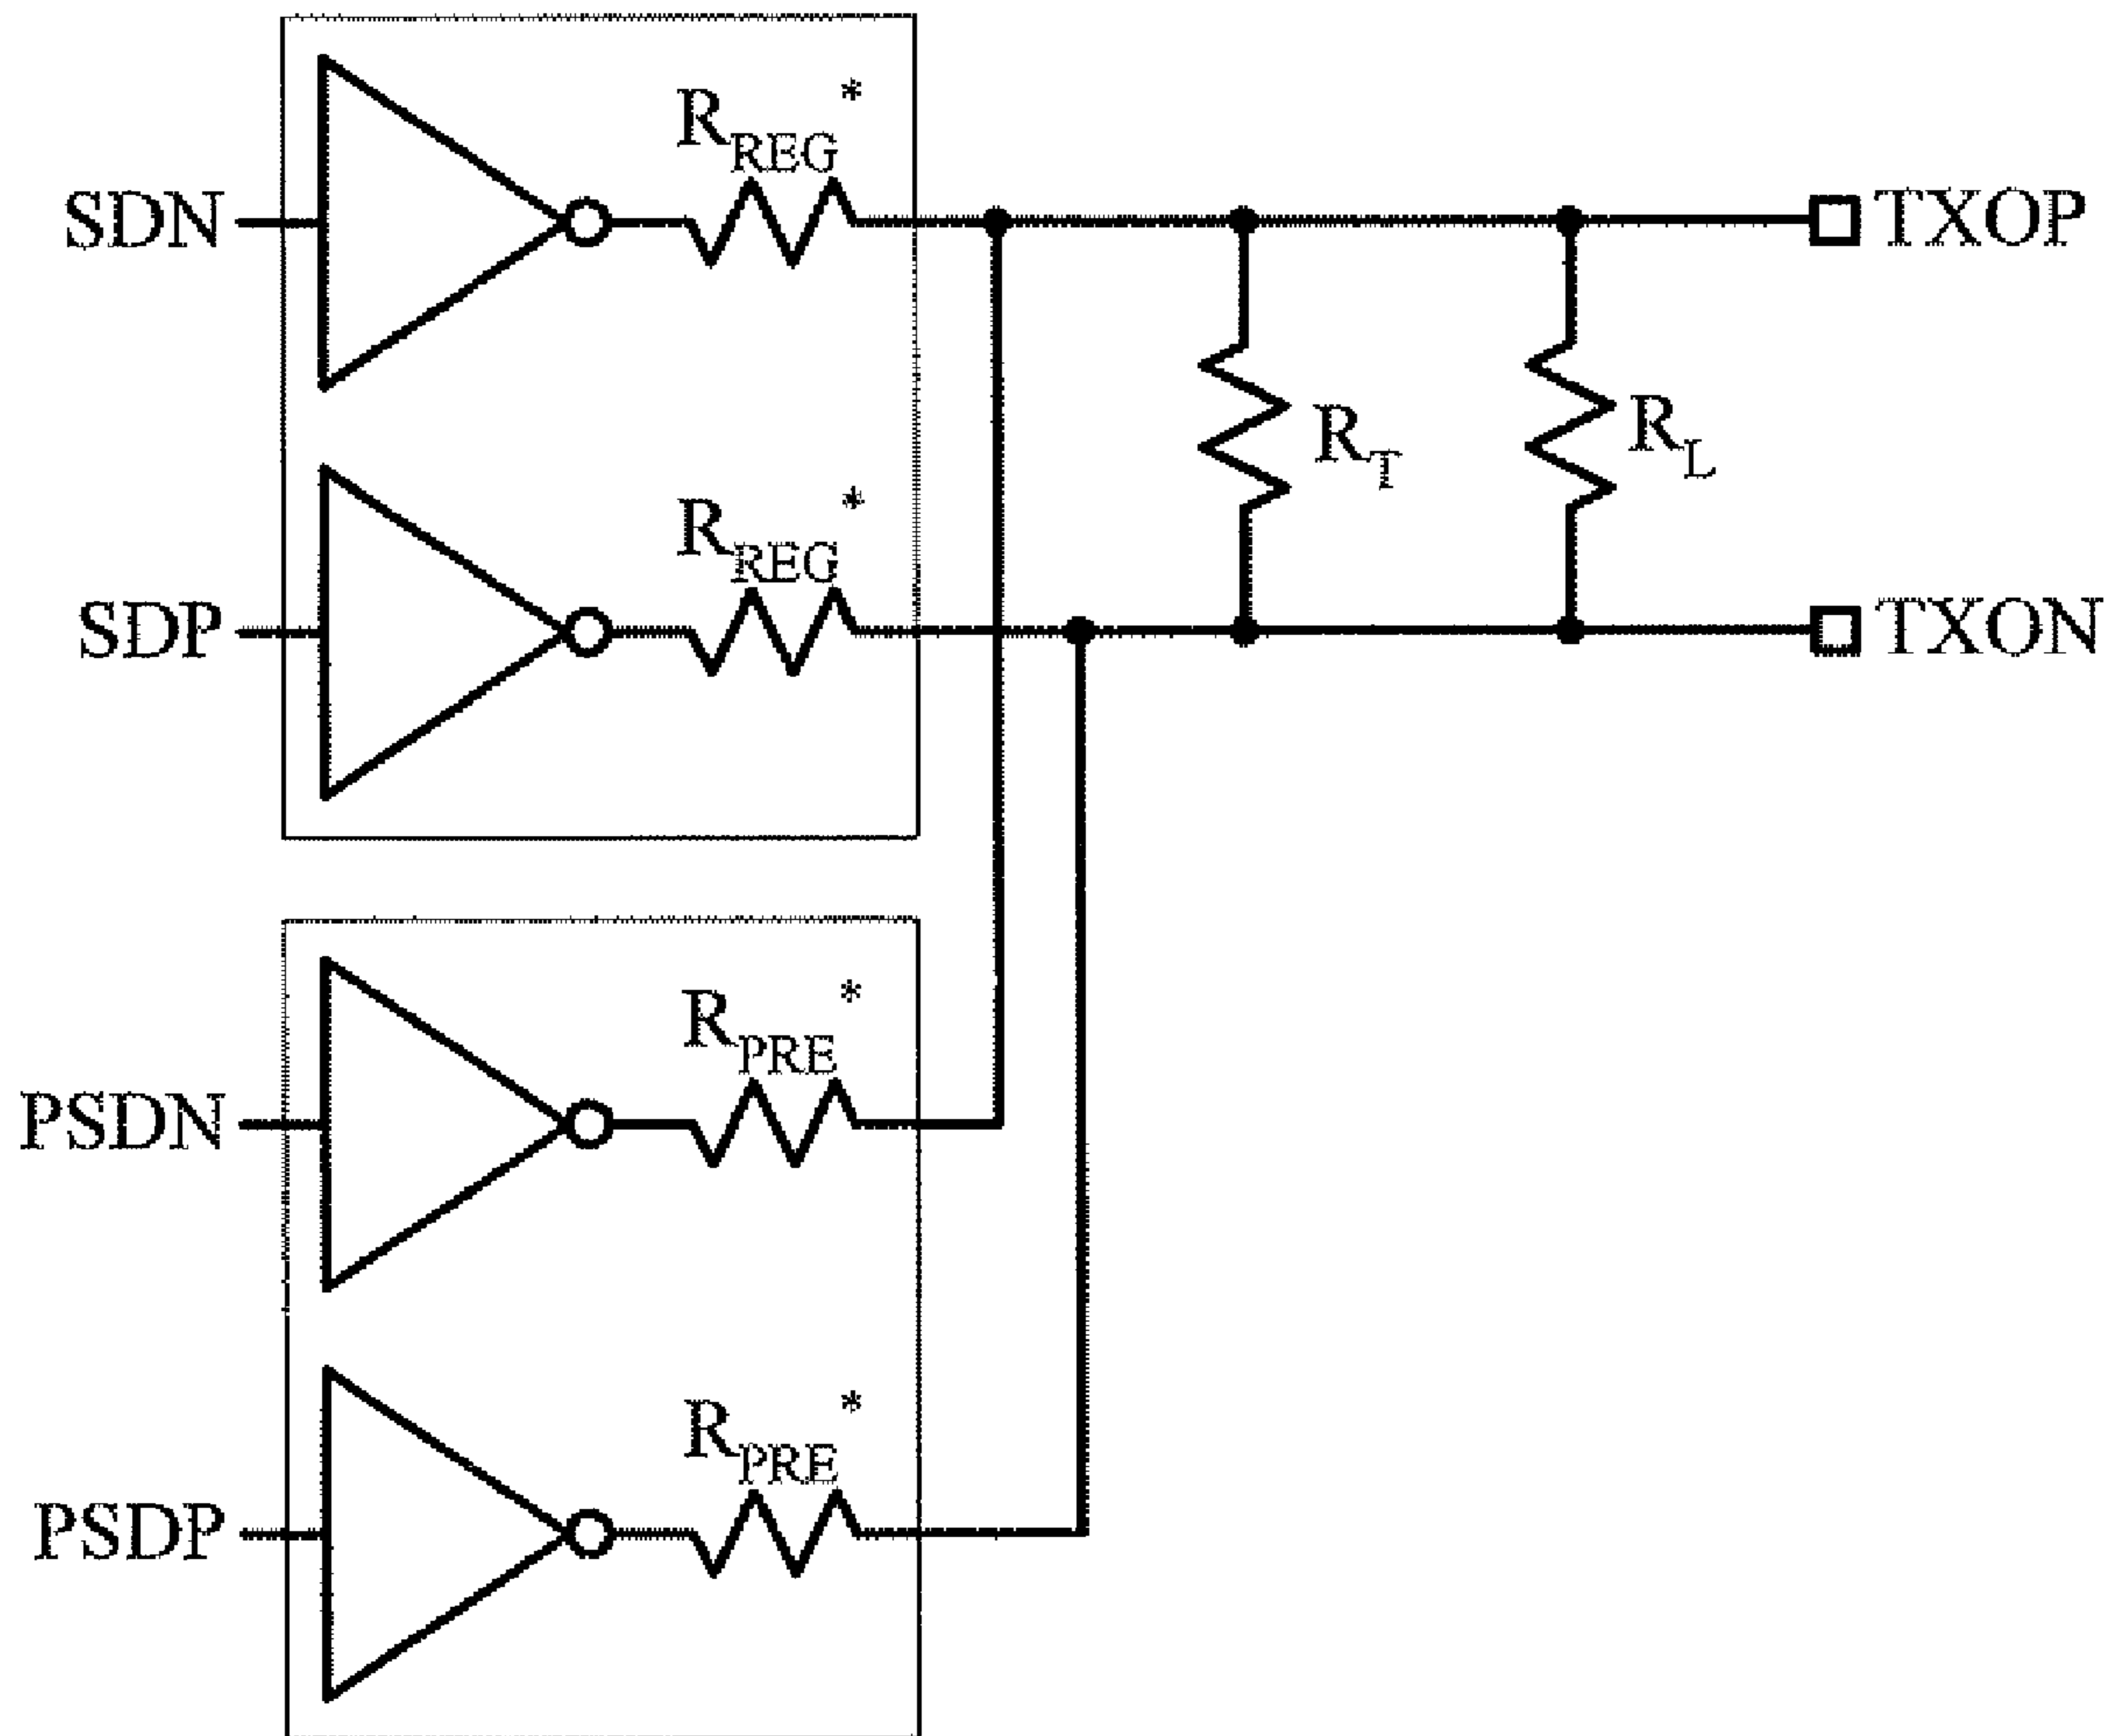 SDN
R_REG*
TXOP
SDP
R_REG*
R_T
R_L
TXON
PSDN
R_PRE*
PSDP
R_PRE*